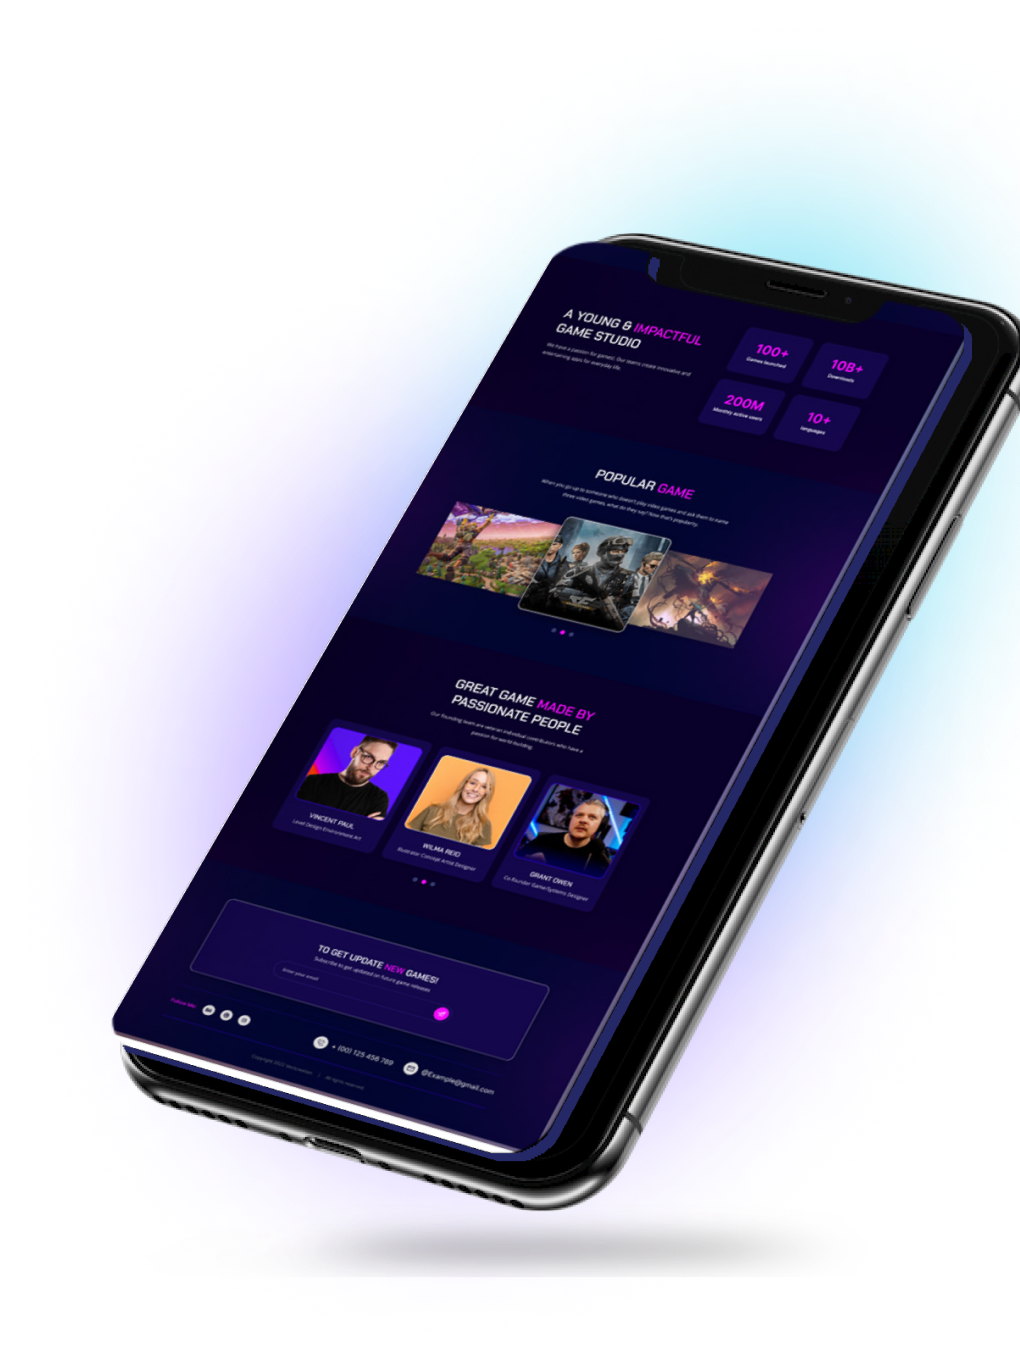 A YOUNG & IMPACTFUL
GAME STUDIO
We have a passion for games!. Our teams create innovative and
entertaining apps for everyday life.
100+
Games launched
10B+
Downloads
200M
Monthly active users
10+
languages
POPULAR GAME
When you go up to someone who doesn't play video games and ask them to name
three video games, what do they say? Now that's popularity.
GREAT GAME MADE BY
PASSIONATE PEOPLE
Our founding team are veteran individual contributors who have a
passion for world-building.
VINCENT PAUL
Level Design Environment Art
WILMA REID
Illustrator Concept Artist Designer
GRANT OWEN
Co-founder Game/Systems Designer
TO GET UPDATE NEW GAMES!
Subscribe to get updated on future game releases
Enter your email
+ (00) 125 456 789
@Example@gmail.com
Copyright 2022
All rights reserved